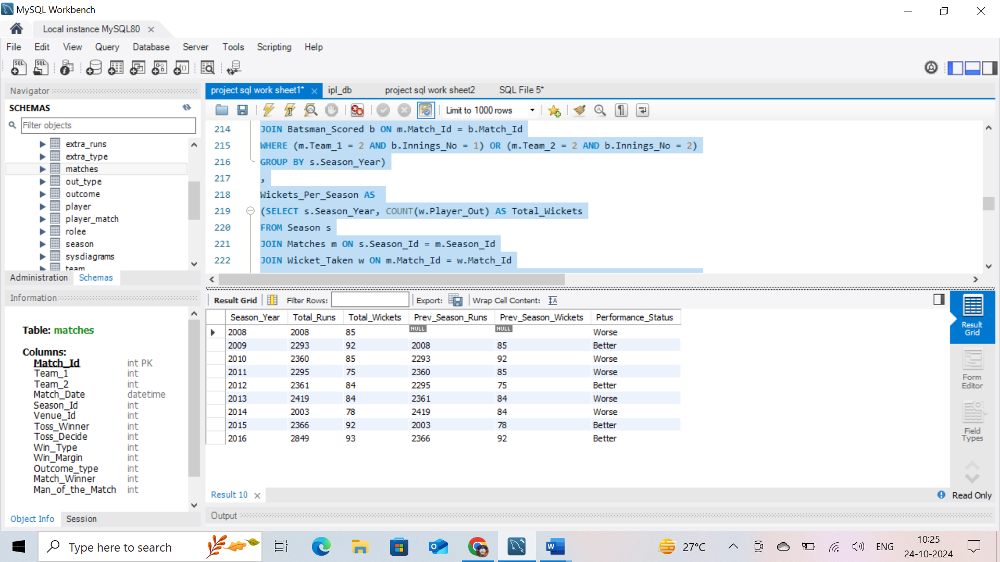 MySQL Workbench
Local instance MySQL80
File Edit View Query Database Server Tools Scripting Help
Navigator
SCHEMAS
Filter objects
extra_runs
extra_type
matches
out_type
outcome
player
player_match
rolee
season
sysdiagrams
team
Administration Schemas
Information
Table: matches
Columns:
Match_Id int PK
Team_1 int
Team_2 int
Match_Date datetime
Season_Id int
Venue_Id int
Toss_Winner int
Toss_Decide int
Win_Type int
Win_Margin int
Outcome_type int
Match_Winner int
Man_of_the_Match int
Object Info Session
project sql work sheet1* ipl_db project sql work sheet2 SQL File 5*
Limit to 1000 rows
214 JOIN Batsman_Scored b ON m.Match_Id = b.Match_Id
215 WHERE (m.Team_1 = 2 AND b.Innings_No = 1) OR (m.Team_2 = 2 AND b.Innings_No = 2)
216 GROUP BY s.Season_Year)
217 ,
218 Wickets_Per_Season AS
219 (SELECT s.Season_Year, COUNT(w.Player_Out) AS Total_Wickets
220 FROM Season s
221 JOIN Matches m ON s.Season_Id = m.Season_Id
222 JOIN Wicket_Taken w ON m.Match_Id = w.Match_Id
Result Grid Filter Rows: Export: Wrap Cell Content:
Season_Year Total_Runs Total_Wickets Prev_Season_Runs Prev_Season_Wickets Performance_Status
2008 2008 85 NULL NULL Worse
2009 2293 92 2008 85 Better
2010 2360 85 2293 92 Worse
2011 2295 75 2360 85 Worse
2012 2361 84 2295 75 Better
2013 2419 84 2361 84 Worse
2014 2003 78 2419 84 Worse
2015 2366 92 2003 78 Better
2016 2849 93 2366 92 Better
Result Grid
Form Editor
Field Types
Result 10
Read Only
Output
Type here to search
27°C
ENG
10:25
24-10-2024